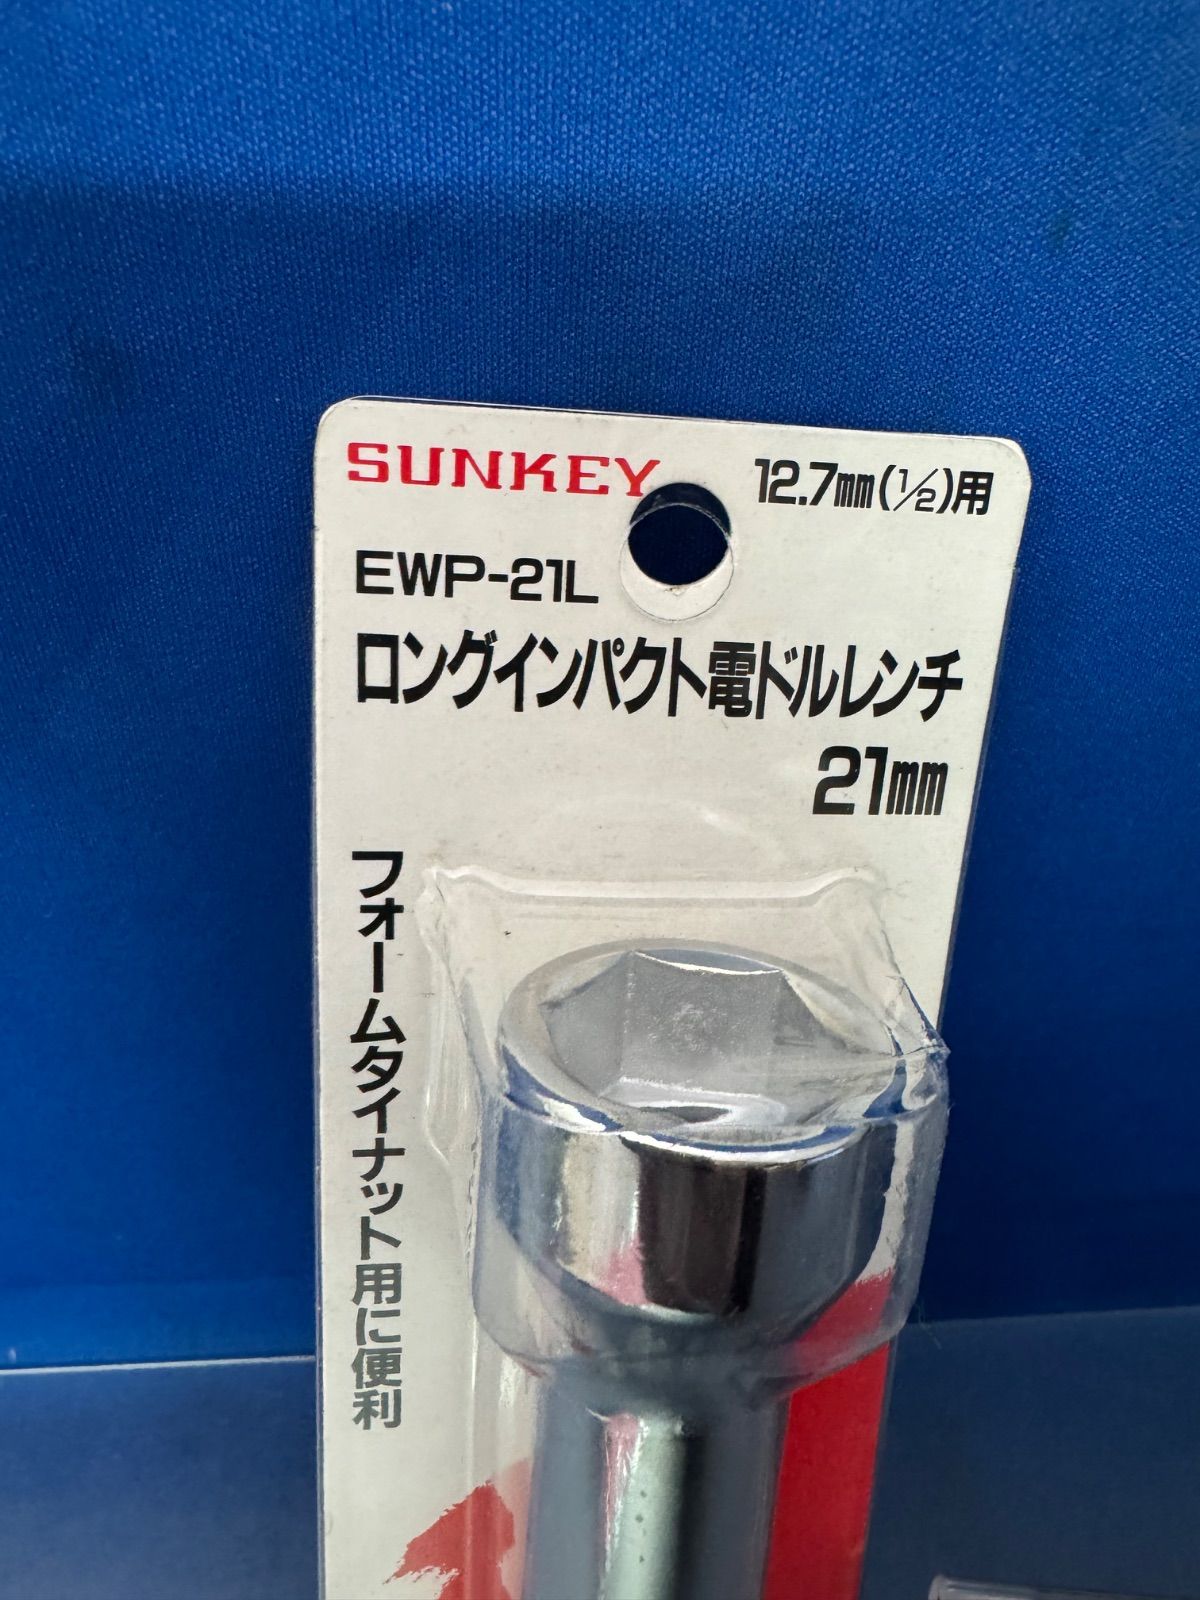 SUNKEY
12.7mm(1/2)用
EWP-21L
ロングインパクト電ドルレンチ
21mm
フォームタイナット用に便利